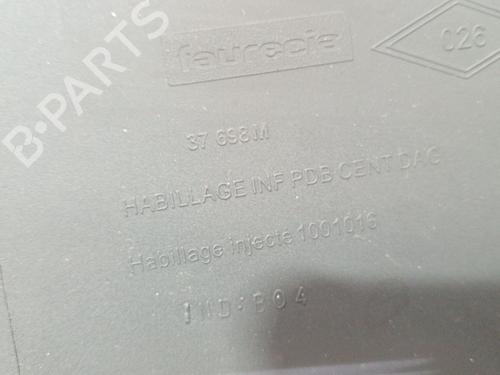 B-PARTS
faurecia
026
37 698M
HABILLAGE INF PDB CENT DAG
Habillage injecté 1001016
IND:B04